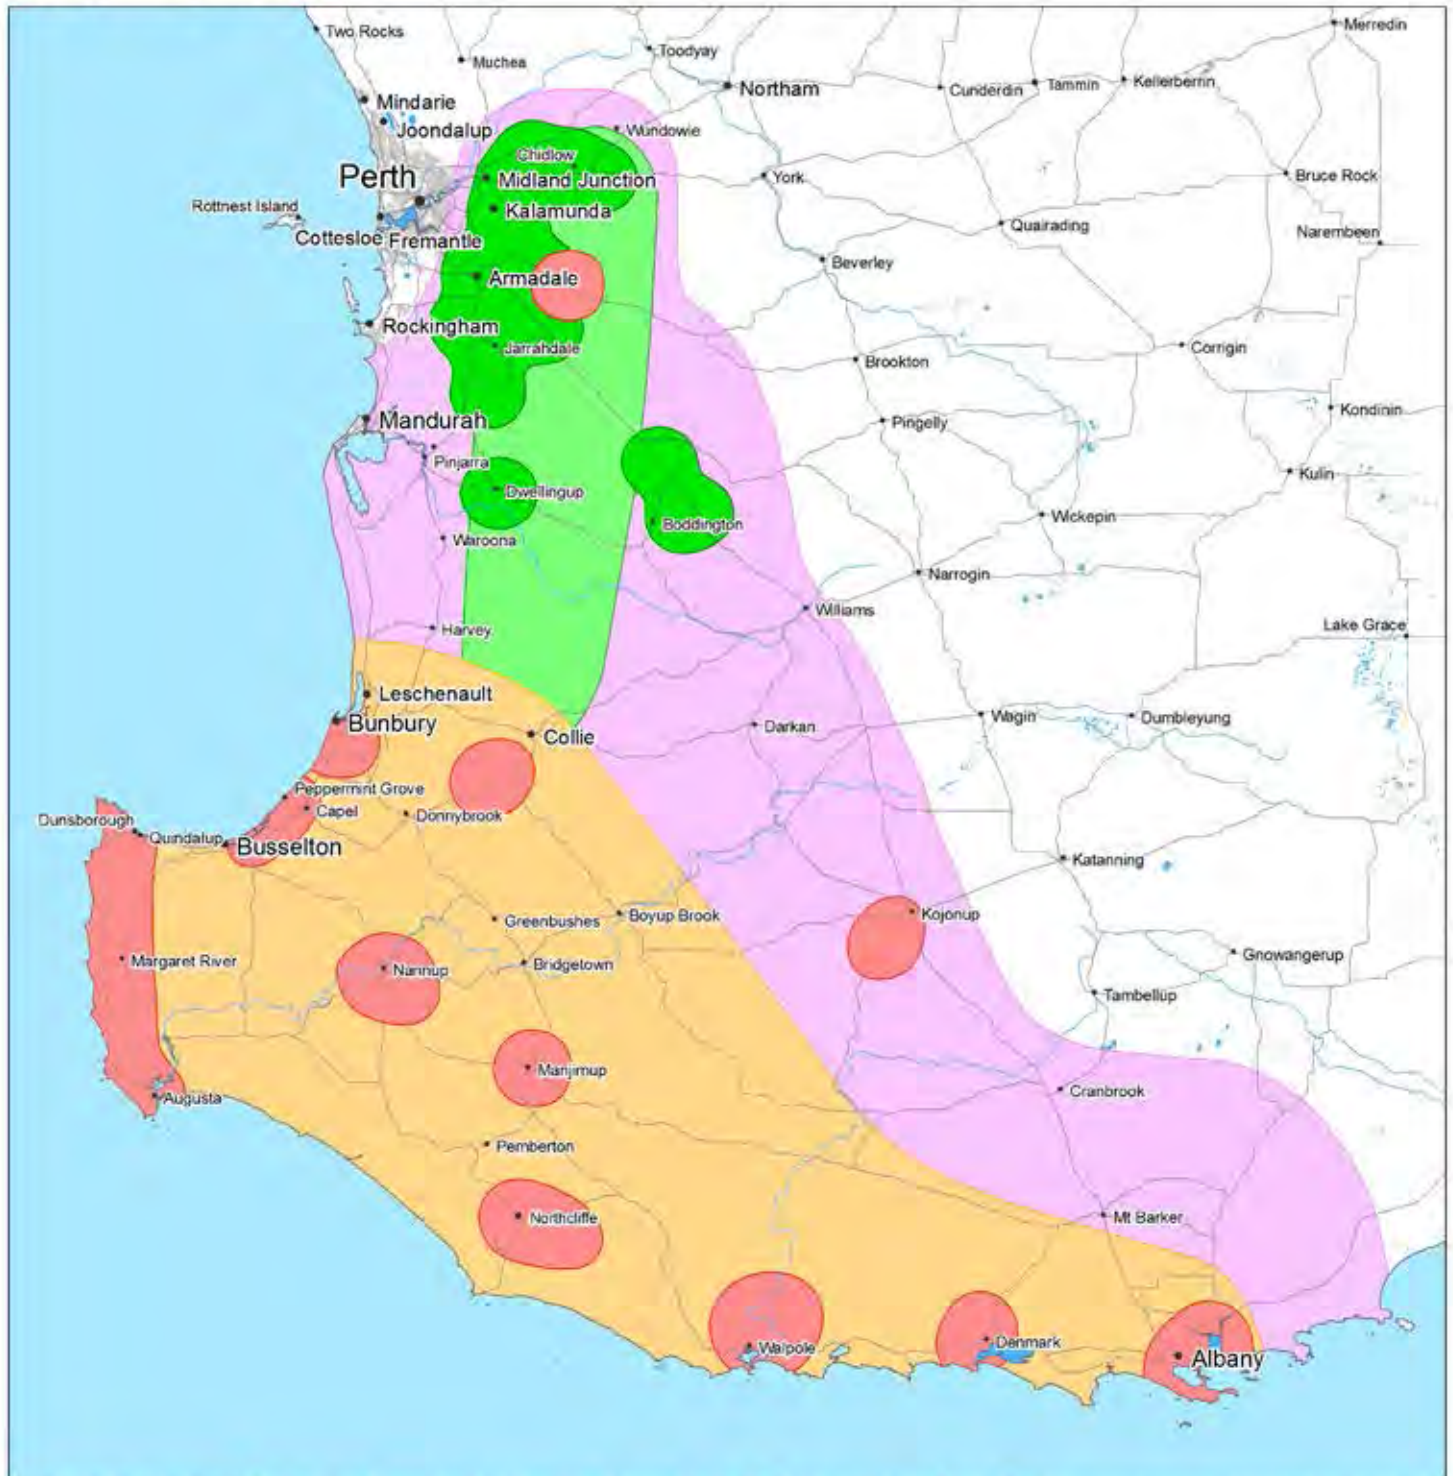 Two Rocks
Merredin
Toodyay
Muchea
Northam
Cunderdin
Tammin
Kellerberrin
Mindarie
Joondalup
Wundowie
Chidlow
Perth
Midland Junction
York
Bruce Rock
Rottnest Island
Kalamunda
Quairading
Narembeen
Cottesloe
Fremantle
Beverley
Armadale
Rockingham
Jarrahdale
Corrigin
Brookton
Kondinin
Mandurah
Pingelly
Pinjarra
Kulin
Dwellingup
Wickepin
Boddington
Waroona
Narrogin
Williams
Lake Grace
Harvey
Leschenault
Bunbury
Wagin
Dumbleyung
Darkan
Collie
Peppermint Grove
Capel
Donnybrook
Dunsborough
Quindalup
Busselton
Katanning
Greenbushes
Boyup Brook
Kojonup
Margaret River
Nannup
Bridgetown
Gnowangerup
Tambellup
Manjimup
Cranbrook
Augusta
Pemberton
Northcliffe
Mt Barker
Walpole
Denmark
Albany